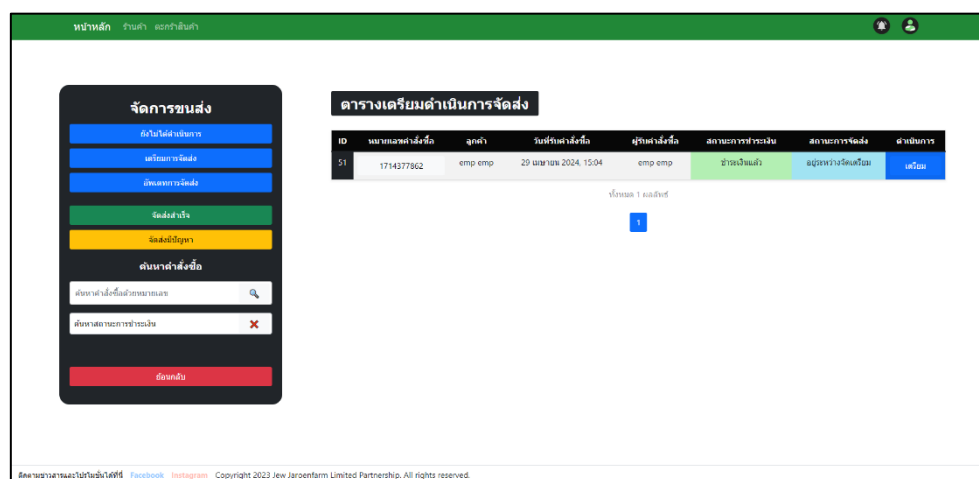 หน้าหลัก ร้านค้า ตะกร้าสินค้า
จัดการขนส่ง
ยังไม่ได้ดำเนินการ
เตรียมการจัดส่ง
อัพเดทการจัดส่ง
จัดส่งสำเร็จ
จัดส่งมีปัญหา
ค้นหาคำสั่งซื้อ
ค้นหาคำสั่งซื้อด้วยหมายเลข
ค้นหาสถานะการชำระเงิน
ย้อนกลับ
ตารางเตรียมดำเนินการจัดส่ง
ID หมายเลขคำสั่งซื้อ ลูกค้า วันที่รับคำสั่งซื้อ ผู้รับคำสั่งซื้อ สถานะการชำระเงิน สถานะการจัดส่ง ดำเนินการ
51 1714377862 emp emp 29 เมษายน 2024, 15:04 emp emp ชำระเงินแล้ว อยู่ระหว่างจัดเตรียม เตรียม
ทั้งหมด 1 ผลลัพธ์
1
ติดตามข่าวสารและโปรโมชั่นได้ที่นี่ Facebook Instagram Copyright 2023 Jew Jaroenfarm Limited Partnership. All rights reserved.